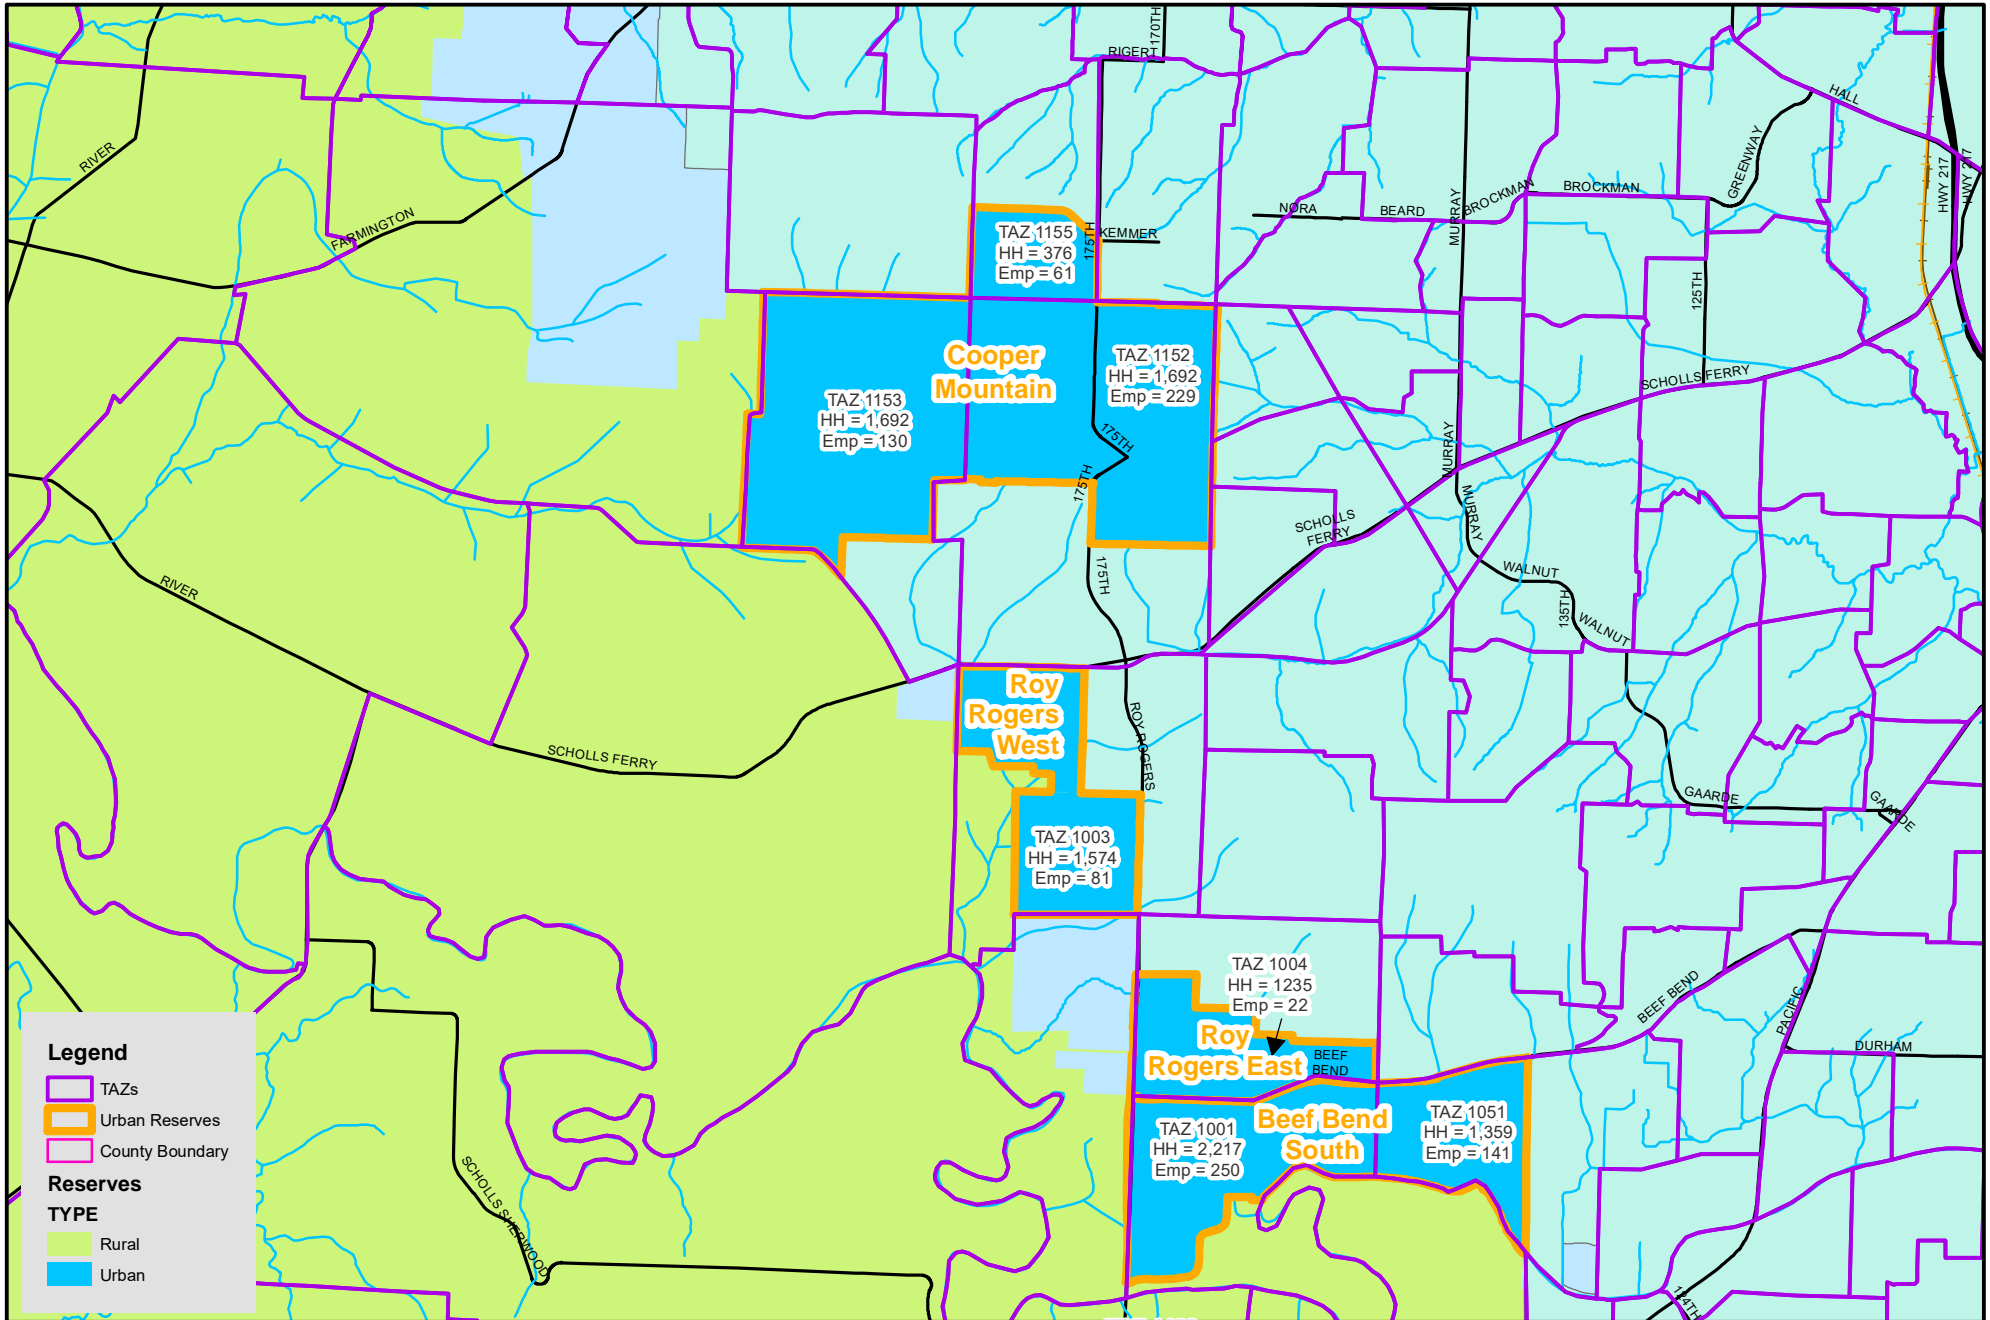 170TH
RIGERT
HALL
RIVER
GREENWAY
HWY 217
HWY 217
BROCKMAN
BROCKMAN
MURRAY
NORA
BEARD
FARMINGTON
TAZ 1155
HH = 376
Emp = 61
175TH
KEMMER
125TH
Cooper
Mountain
TAZ 1152
HH = 1,692
Emp = 229
TAZ 1153
HH = 1,692
Emp = 130
SCHOLLS FERRY
175TH
175TH
MURRAY
MURRAY
SCHOLLS
FERRY
175TH
WALNUT
135TH
WALNUT
RIVER
Roy
Rogers
West
ROY ROGERS
SCHOLLS FERRY
GAARDE
GAARDE
TAZ 1003
HH = 1,574
Emp = 81
TAZ 1004
HH = 1235
Emp = 22
BEEF BEND
PACIFIC
Roy
Rogers East
BEEF
BEND
DURHAM
Beef Bend
South
TAZ 1001
HH = 2,217
Emp = 250
TAZ 1051
HH = 1,359
Emp = 141
SCHOLLS SHERWOOD
124TH
Legend
TAZs
Urban Reserves
County Boundary
Reserves
TYPE
Rural
Urban